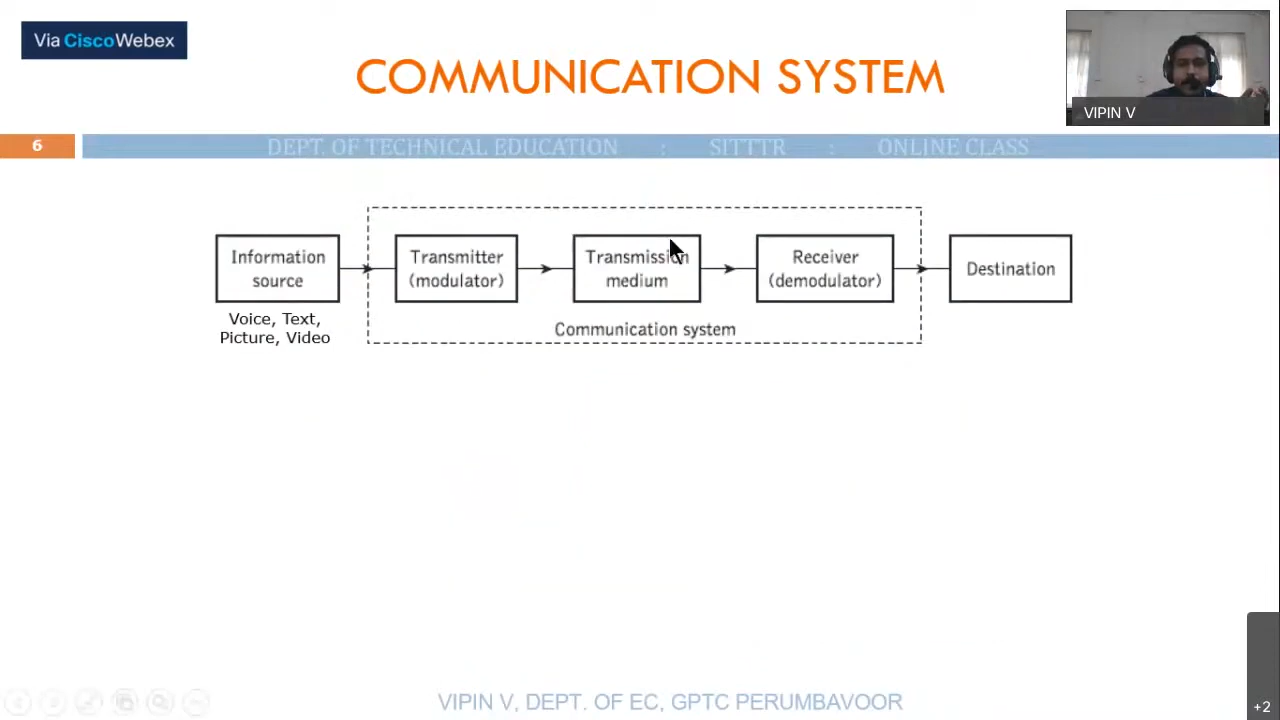 Via CiscoWebex
COMMUNICATION SYSTEM
VIPIN V
6
DEPT. OF TECHNICAL EDUCATION : SITTTR : ONLINE CLASS
Information
source
Transmitter
(modulator)
Transmission
medium
Receiver
(demodulator)
Destination
Voice, Text,
Picture, Video
Communication system
VIPIN V, DEPT. OF EC, GPTC PERUMBAVOOR
+2